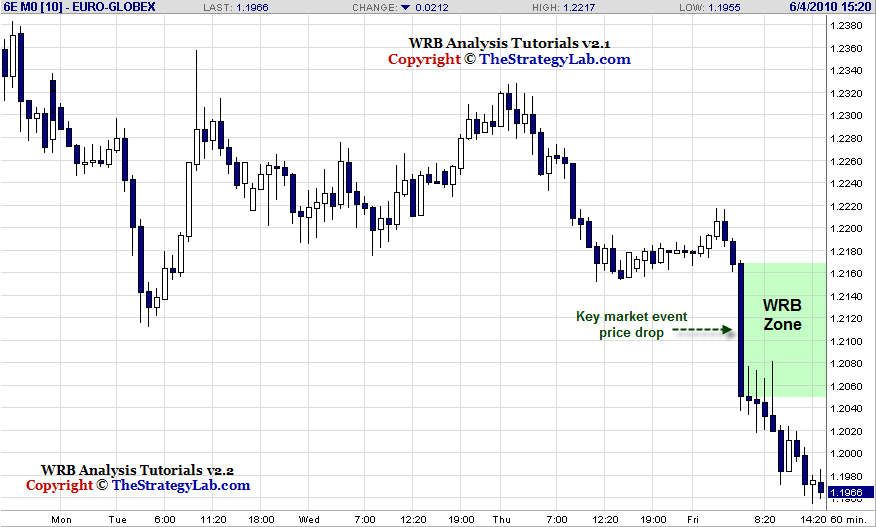 6E M0 [10] - EURO-GLOBEX LAST: 1.1966 CHANGE: 0.0212 HIGH: 1.2217 LOW: 1.1955 6/4/2010 15:20
WRB Analysis Tutorials v2.1
Copyright © TheStrategyLab.com
1.2380
1.2360
1.2340
1.2320
1.2300
1.2280
1.2260
1.2240
1.2220
1.2200
1.2180
1.2160
1.2140
1.2120
1.2100
1.2080
1.2060
1.2040
1.2020
1.2000
1.1980
1.1966
WRB
Zone
Key market event
price drop
WRB Analysis Tutorials v2.2
Copyright © TheStrategyLab.com
Mon Tue 6:00 11:20 18:00 Wed 7:00 12:20 19:00 Thu 7:00 12:20 19:00 Fri 8:20 14:20 60 min.